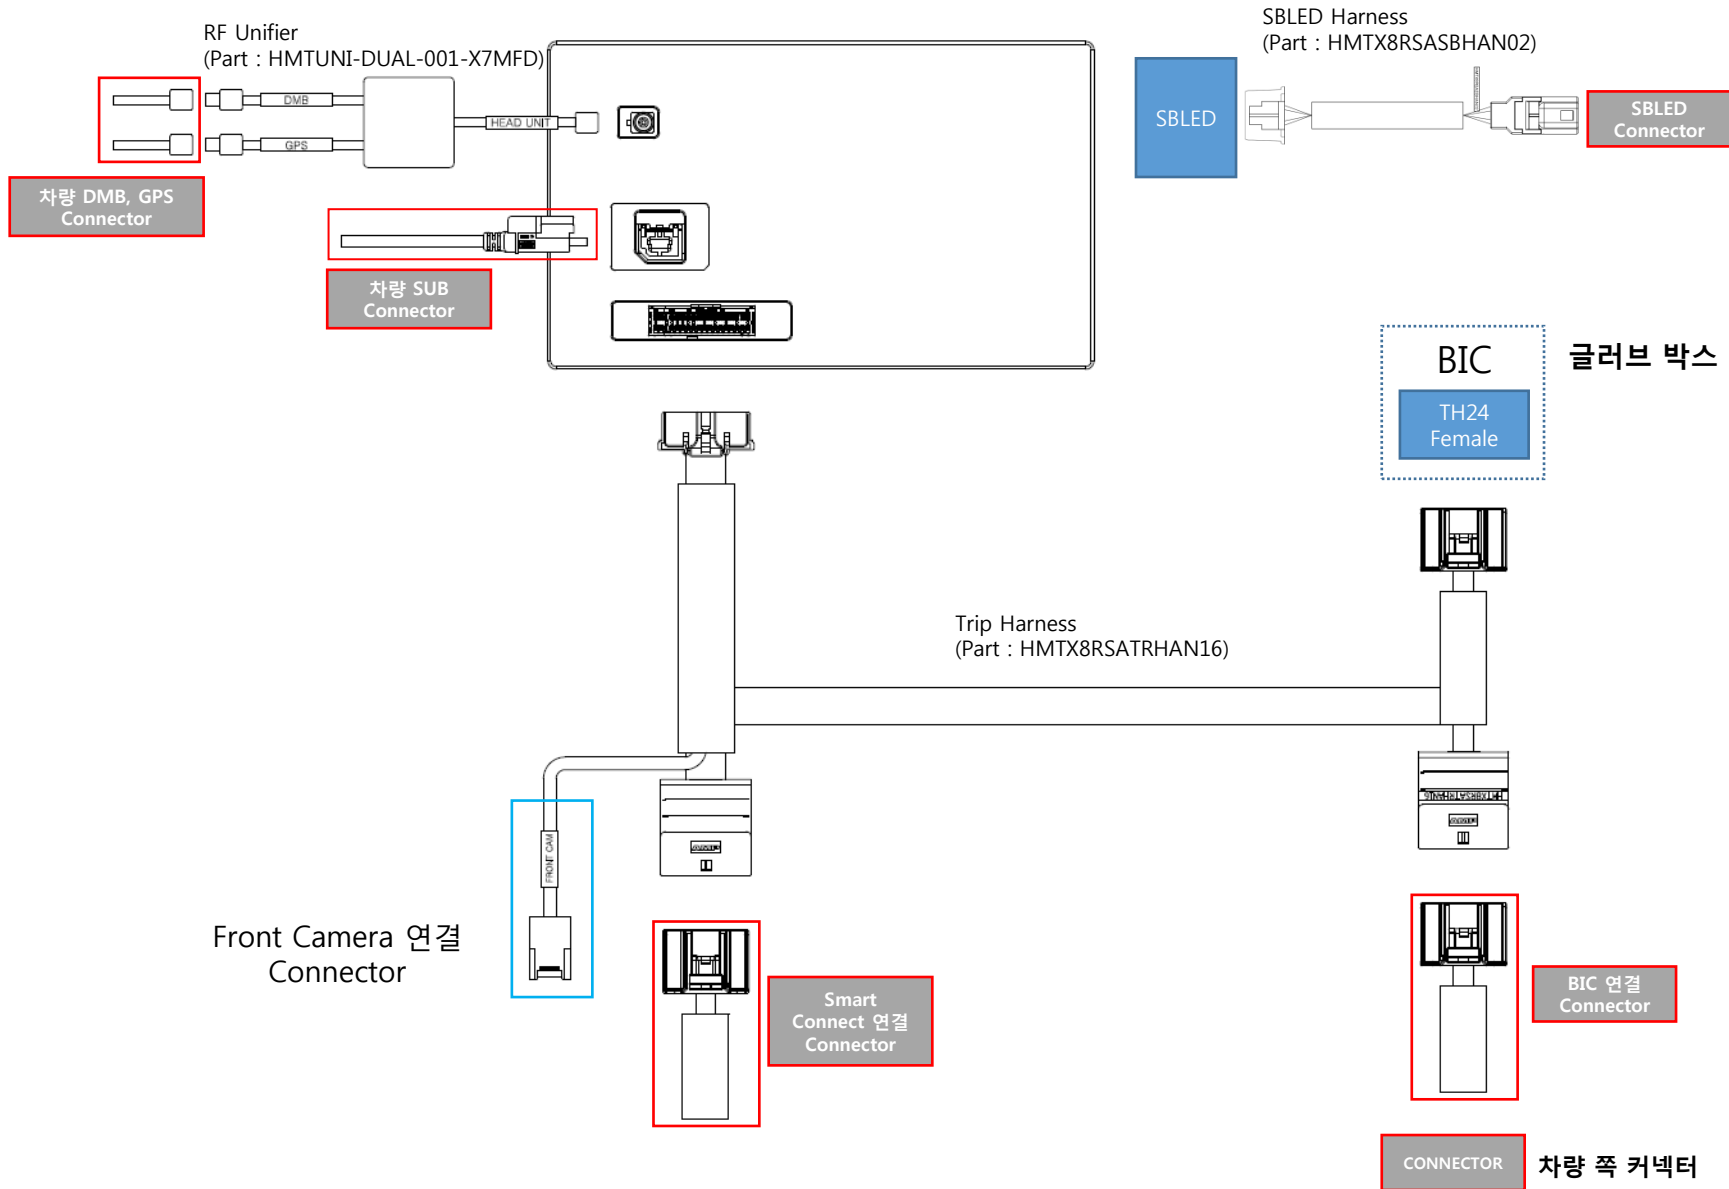 RF Unifier
(Part : HMTUNI-DUAL-001-X7MFD)
DMB
GPS
HEAD UNIT
차량 DMB, GPS
Connector
차량 SUB
Connector
SBLED Harness
(Part : HMTX8RSASBHAN02)
SBLED
SBLED
Connector
BIC
TH24
Female
글러브 박스
Trip Harness
(Part : HMTX8RSATRHAN16)
HMTX8RSATRHAN16
AMP
AMP
FRONT CAM
Front Camera 연결
Connector
Smart
Connect 연결
Connector
BIC 연결
Connector
CONNECTOR
차량 쪽 커넥터